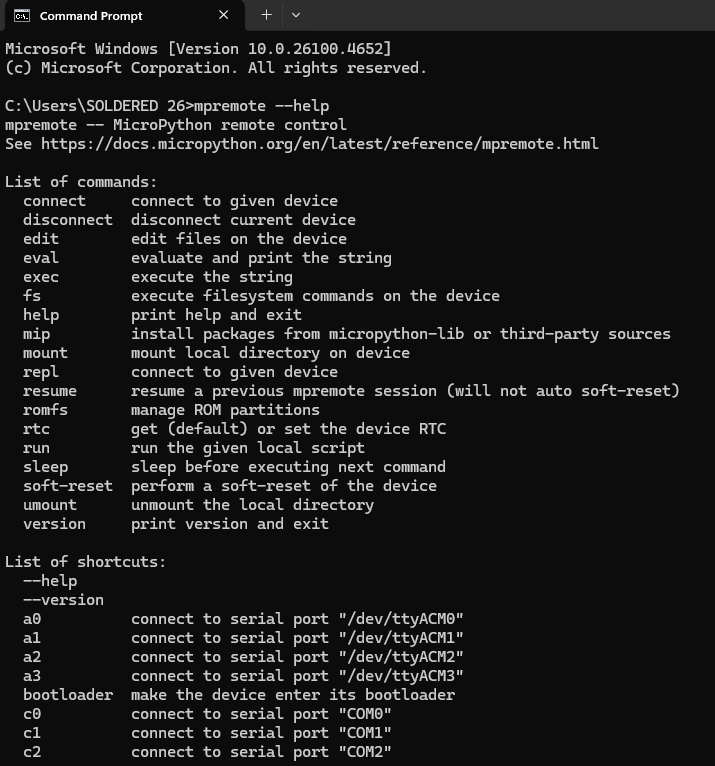 Command Prompt
Microsoft Windows [Version 10.0.26100.4652]
(c) Microsoft Corporation. All rights reserved.
C:\Users\SOLDERED 26>mpremote --help
mpremote -- MicroPython remote control
See https://docs.micropython.org/en/latest/reference/mpremote.html
List of commands:
connect     connect to given device
disconnect  disconnect current device
edit        edit files on the device
eval        evaluate and print the string
exec        execute the string
fs          execute filesystem commands on the device
help        print help and exit
mip         install packages from micropython-lib or third-party sources
mount       mount local directory on device
repl        connect to given device
resume      resume a previous mpremote session (will not auto soft-reset)
romfs       manage ROM partitions
rtc         get (default) or set the device RTC
run         run the given local script
sleep       sleep before executing next command
soft-reset  perform a soft-reset of the device
umount      unmount the local directory
version     print version and exit
List of shortcuts:
--help
--version
a0          connect to serial port "/dev/ttyACM0"
a1          connect to serial port "/dev/ttyACM1"
a2          connect to serial port "/dev/ttyACM2"
a3          connect to serial port "/dev/ttyACM3"
bootloader  make the device enter its bootloader
c0          connect to serial port "COM0"
c1          connect to serial port "COM1"
c2          connect to serial port "COM2"